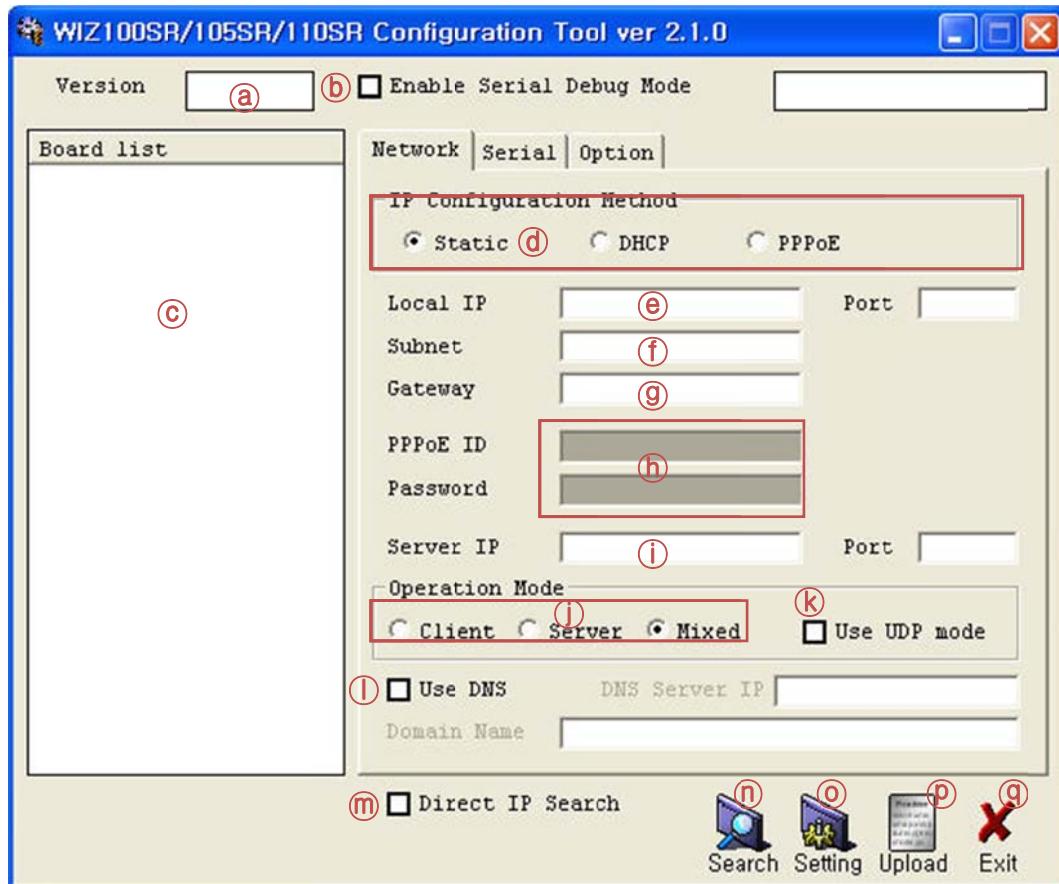 WIZ100SR/105SR/110SR Configuration Tool ver 2.1.0
Version ⓐ ⓑ Enable Serial Debug Mode
Board list
ⓒ
Network Serial Option
IP Configuration Method
Static ⓓ DHCP PPPoE
Local IP ⓔ Port
Subnet ⓕ
Gateway ⓖ
PPPoE ID
ⓗ
Password
Server IP ⓘ Port
Operation Mode
ⓙ ⓚ
Client Server Mixed Use UDP mode
ⓛ Use DNS DNS Server IP
Domain Name
ⓜ Direct IP Search
ⓝ ⓞ ⓟ ⓠ
Search Setting Upload Exit